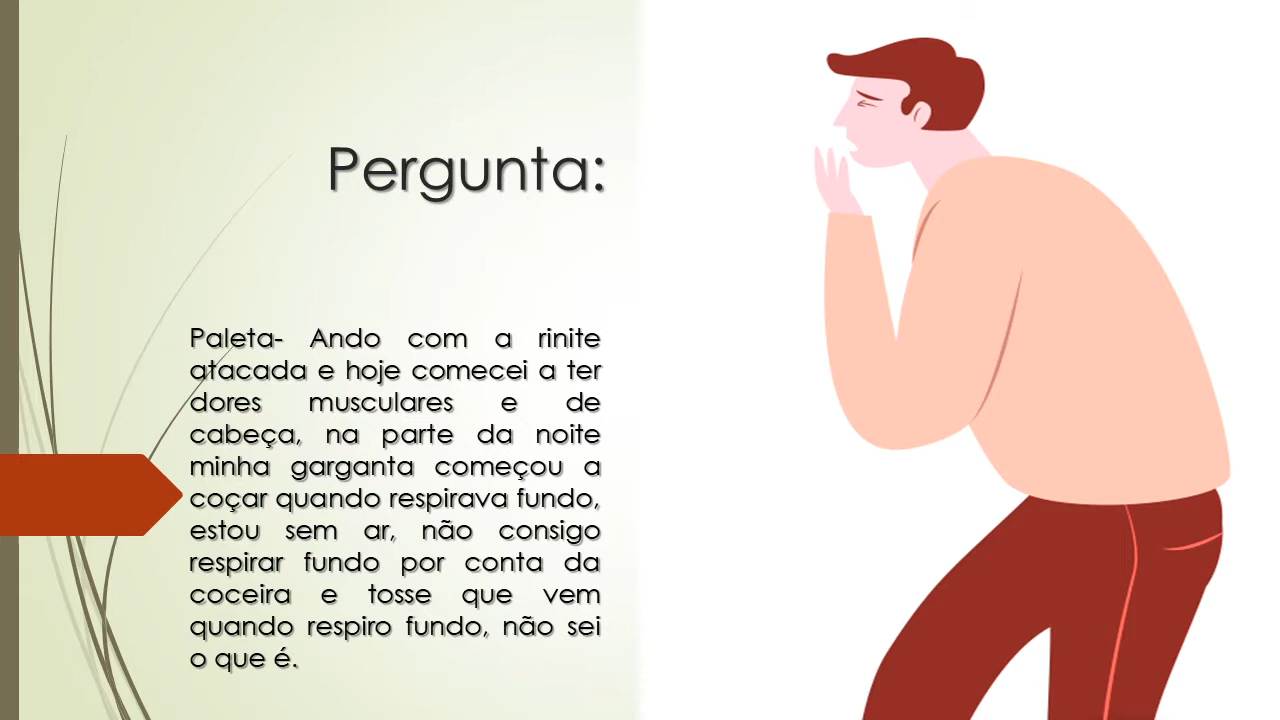 Pergunta:
Paleta- Ando com a rinite
atacada e hoje comecei a ter
dores musculares e de
cabeça, na parte da noite
minha garganta começou a
coçar quando respirava fundo,
estou sem ar, não consigo
respirar fundo por conta da
coceira e tosse que vem
quando respiro fundo, não sei
o que é.